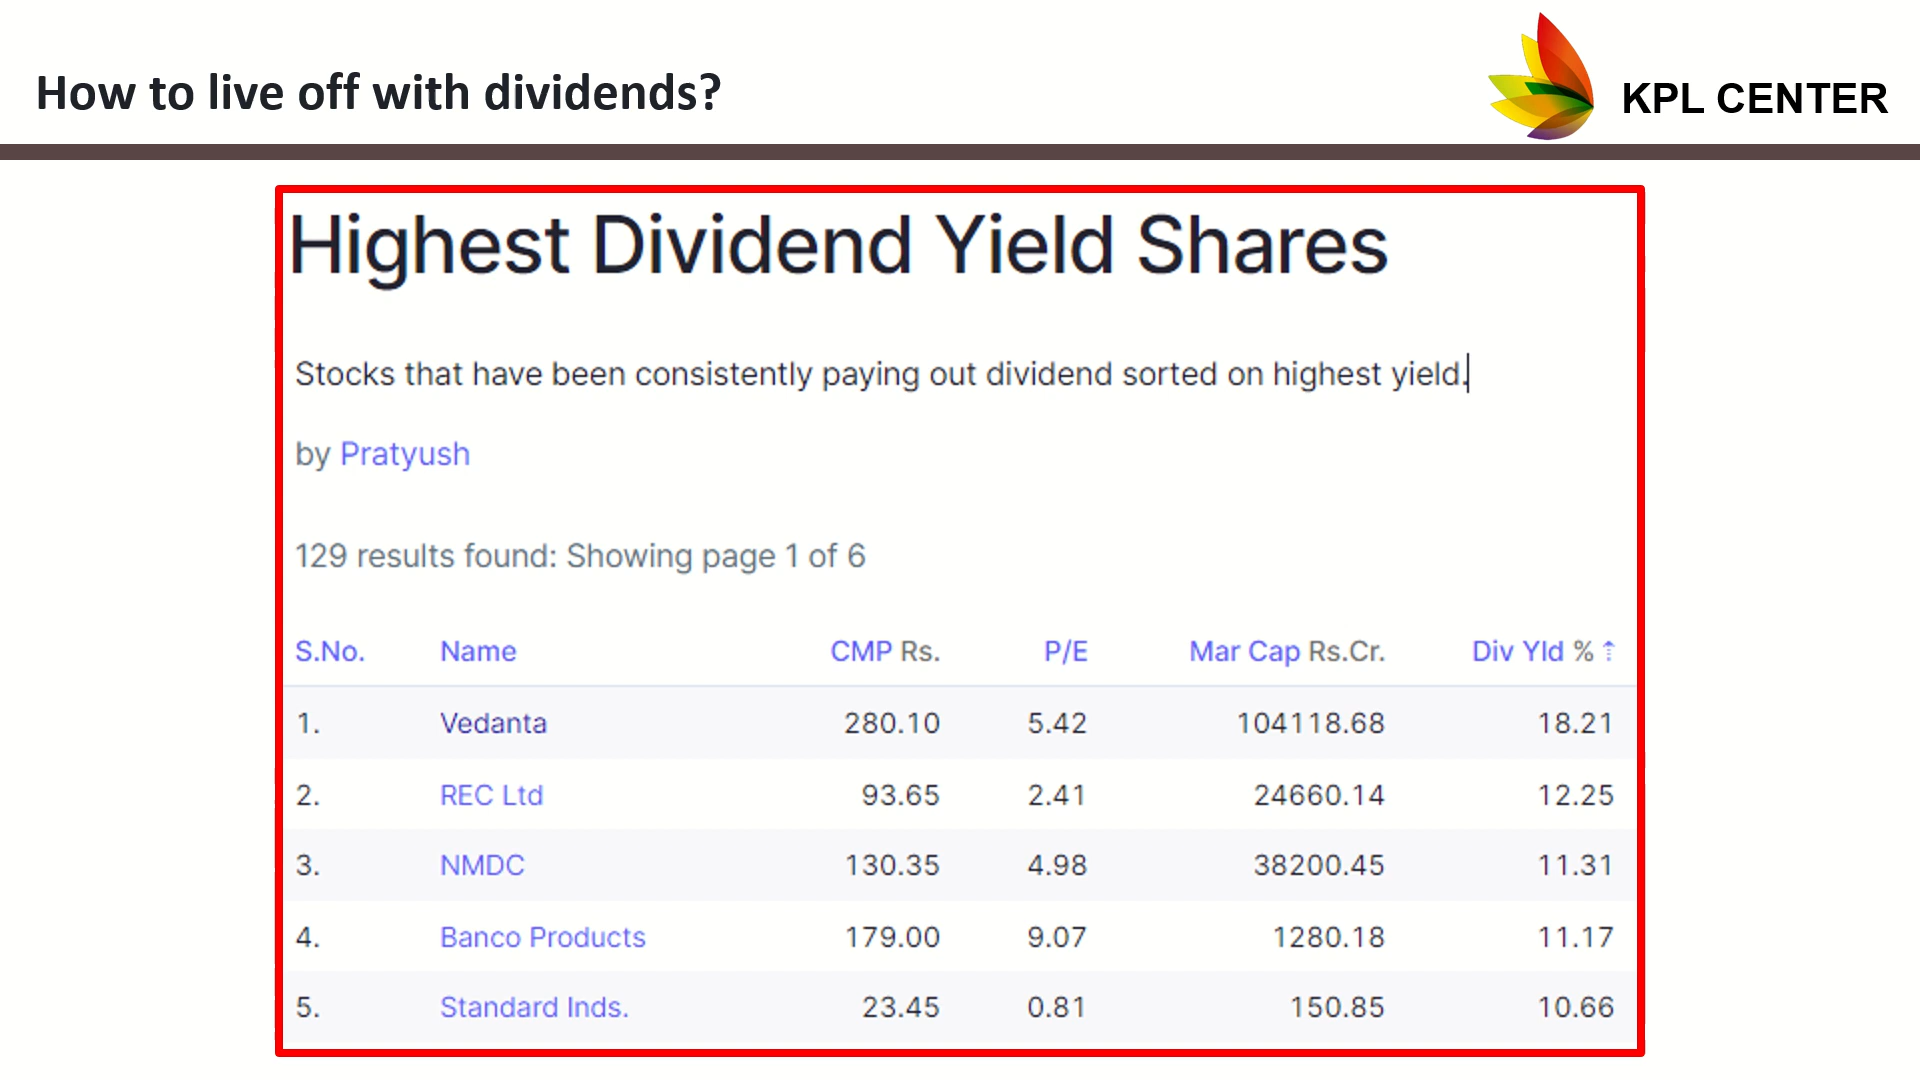 How to live off with dividends?
KPL CENTER
Highest Dividend Yield Shares
Stocks that have been consistently paying out dividend sorted on highest yield.
by Pratyush
129 results found: Showing page 1 of 6
S.No. Name CMP Rs. P/E Mar Cap Rs.Cr. Div Yld % ↑
1. Vedanta 280.10 5.42 104118.68 18.21
2. REC Ltd 93.65 2.41 24660.14 12.25
3. NMDC 130.35 4.98 38200.45 11.31
4. Banco Products 179.00 9.07 1280.18 11.17
5. Standard Inds. 23.45 0.81 150.85 10.66